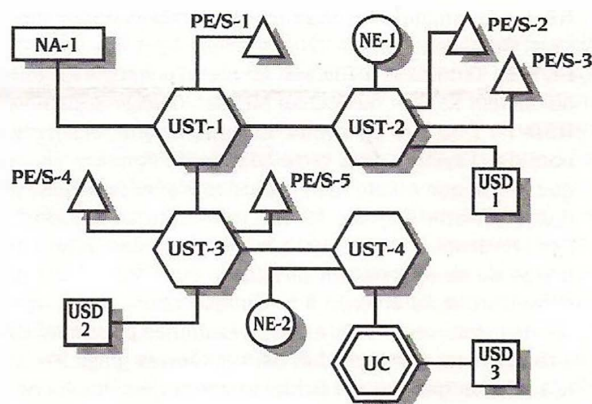 PE/S-1
NE-1
PE/S-2
NA-1
PE/S-3
UST-1
UST-2
PE/S-4
PE/S-5
USD
1
UST-3
UST-4
USD
2
NE-2
UC
USD
3